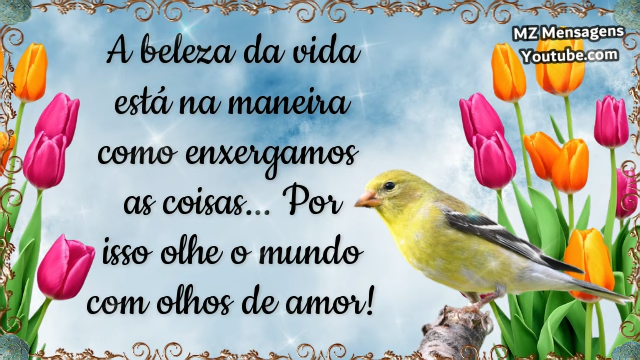 A beleza da vida
está na maneira
como enxergamos
as coisas... Por
isso olhe o mundo
com olhos de amor!
MZ Mensagens
Youtube.com